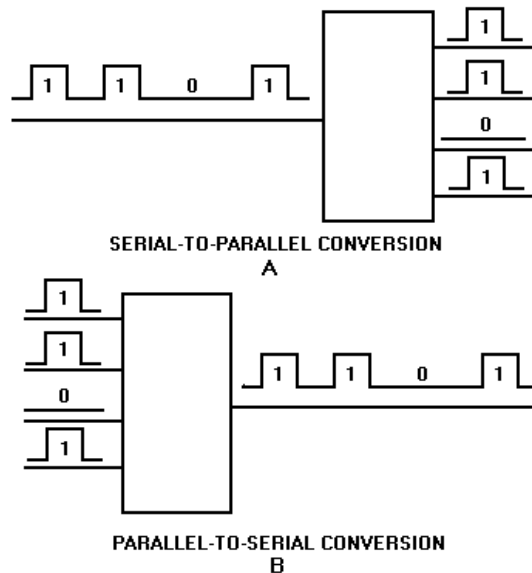 1
1 1 0 1
1
0
1
SERIAL-TO-PARALLEL CONVERSION
A
1
1
1 1 0 1
0
1
PARALLEL-TO-SERIAL CONVERSION
B